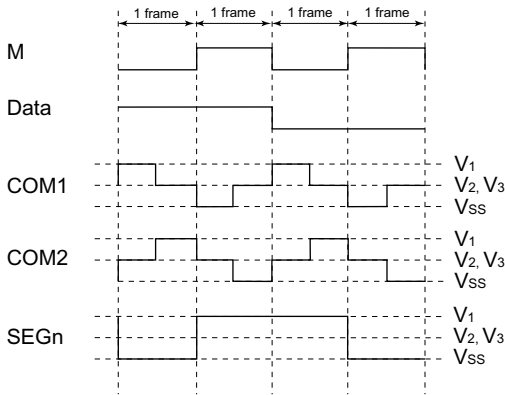 1 frame 1 frame 1 frame 1 frame
M
Data
COM1
V1
V2, V3
VSS
COM2
V1
V2, V3
VSS
SEGn
V1
V2, V3
VSS